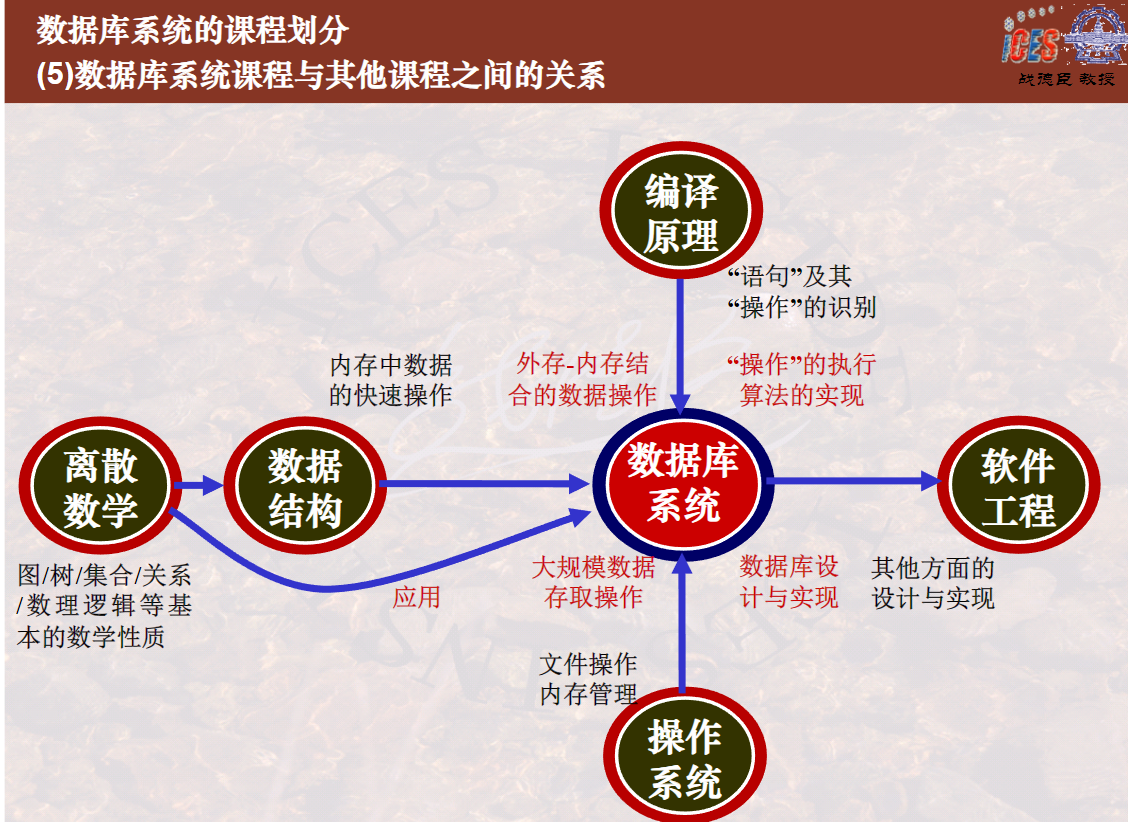 数据库系统的课程划分
(5)数据库系统课程与其他课程之间的关系
iCES
战德臣 教授
编译
原理
“语句”及其
“操作”的识别
内存中数据
的快速操作
外存-内存结
合的数据操作
“操作”的执行
算法的实现
离散
数学
数据
结构
数据库
系统
软件
工程
图/树/集合/关系
/数理逻辑等基
本的数学性质
应用
大规模数据
存取操作
数据库设
计与实现
其他方面的
设计与实现
文件操作
内存管理
操作
系统